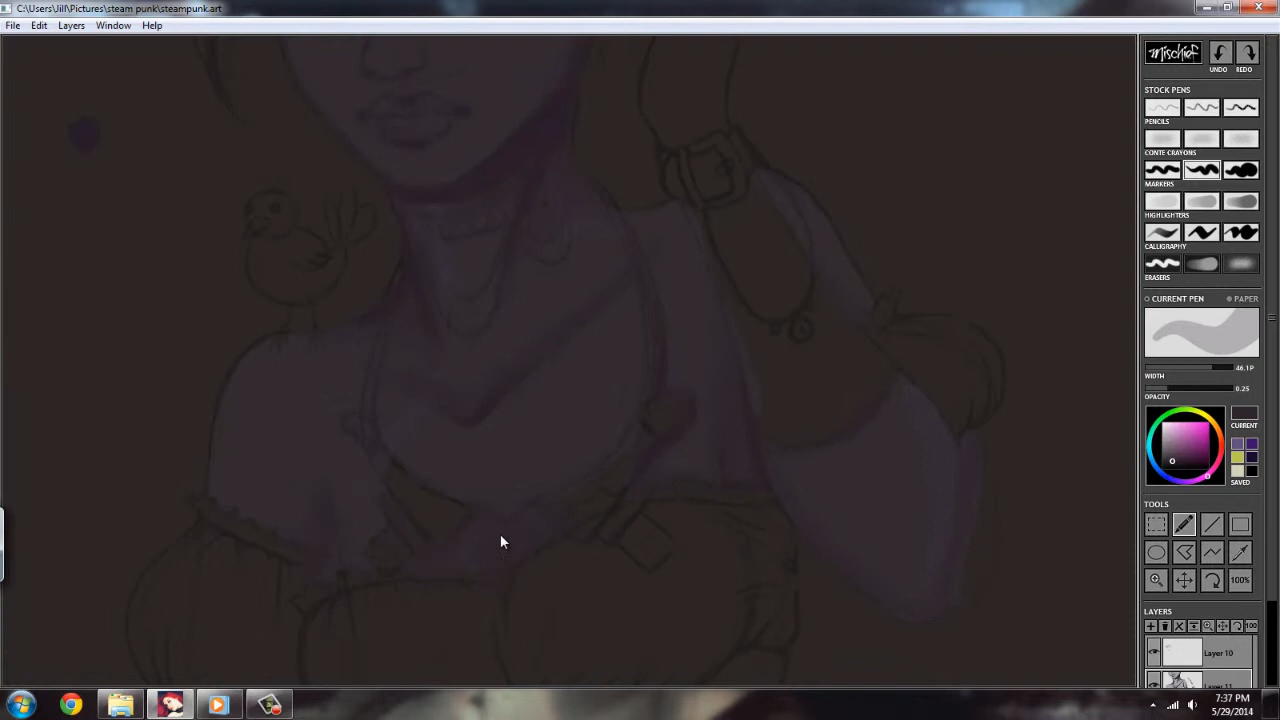 C:\Users\Jill\Pictures\steam punk\steampunk.art
File Edit Layers Window Help
mischief
UNDO REDO
STOCK PENS
PENCILS
CONTE CRAYONS
MARKERS
HIGHLIGHTERS
CALLIGRAPHY
ERASERS
CURRENT PEN PAPER
46.1P
WIDTH
0.25
OPACITY
CURRENT
SAVED
TOOLS
100%
LAYERS
100
Layer 10
Layer 11
7:37 PM
5/29/2014